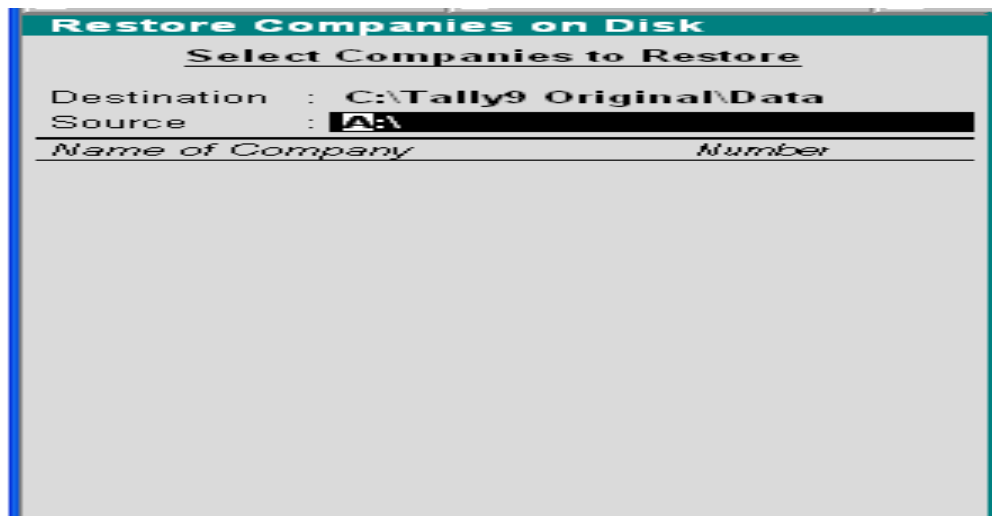 Restore Companies on Disk
Select Companies to Restore
Destination : C:\Tally9 Original\Data
Source : A:\
Name of Company Number